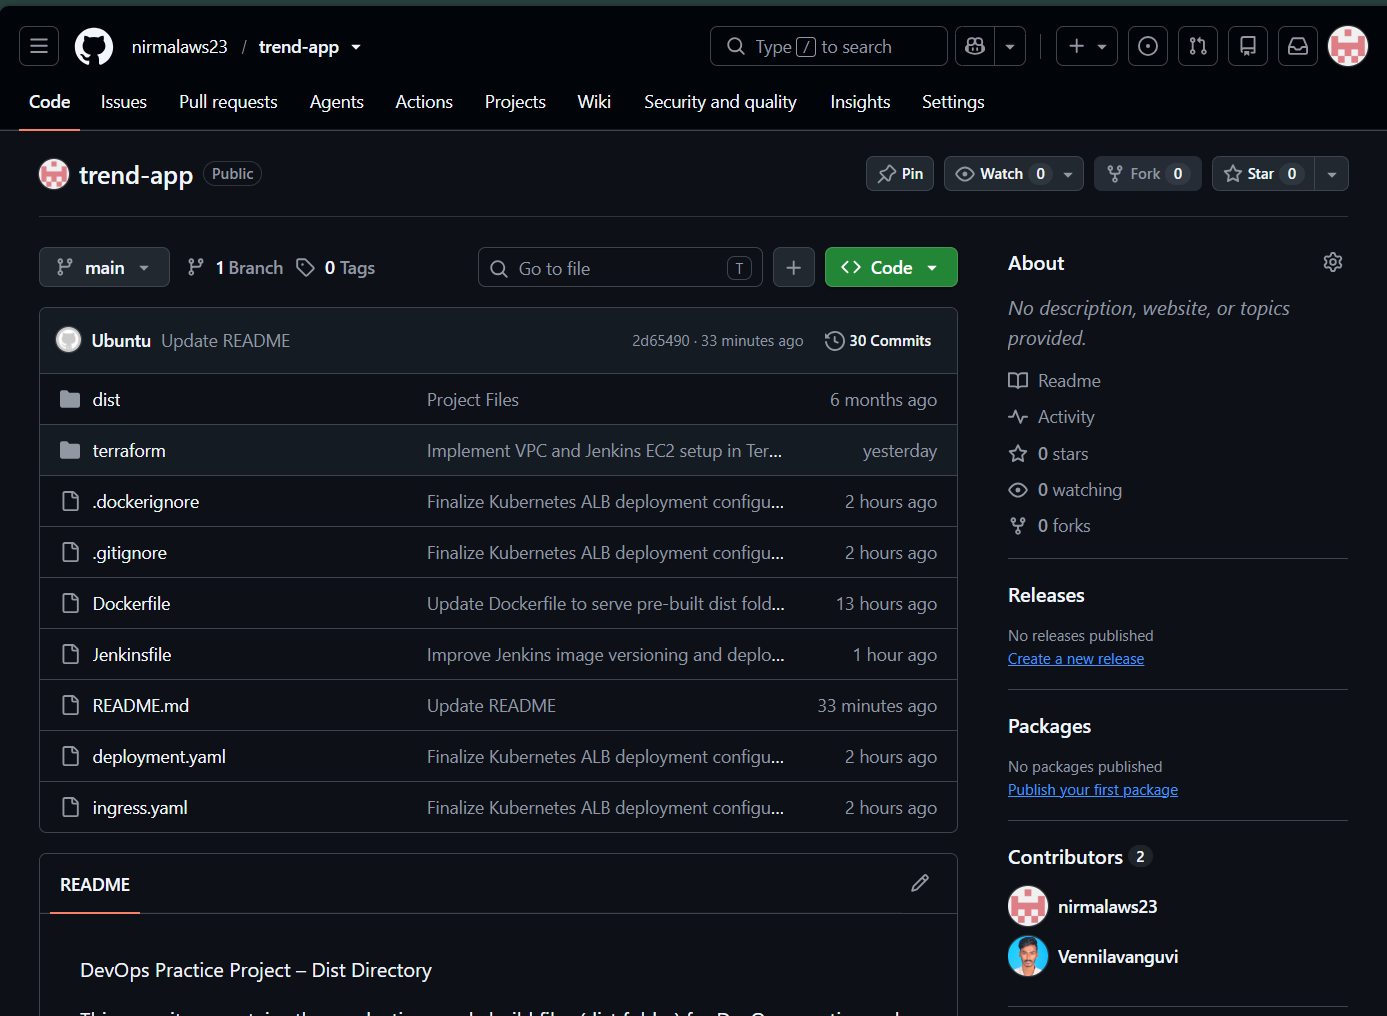 nirmalaws23 / trend-app
Type / to search
Code Issues Pull requests Agents Actions Projects Wiki Security and quality Insights Settings
trend-app Public
Pin Watch 0 Fork 0 Star 0
main 1 Branch 0 Tags
Go to file T
Code
Ubuntu Update README 2d65490 · 33 minutes ago 30 Commits
dist Project Files 6 months ago
terraform Implement VPC and Jenkins EC2 setup in Ter... yesterday
.dockerignore Finalize Kubernetes ALB deployment configu... 2 hours ago
.gitignore Finalize Kubernetes ALB deployment configu... 2 hours ago
Dockerfile Update Dockerfile to serve pre-built dist fold... 13 hours ago
Jenkinsfile Improve Jenkins image versioning and deplo... 1 hour ago
README.md Update README 33 minutes ago
deployment.yaml Finalize Kubernetes ALB deployment configu... 2 hours ago
ingress.yaml Finalize Kubernetes ALB deployment configu... 2 hours ago
README
DevOps Practice Project – Dist Directory
About
No description, website, or topics
provided.
Readme
Activity
0 stars
0 watching
0 forks
Releases
No releases published
Create a new release
Packages
No packages published
Publish your first package
Contributors 2
nirmalaws23
Vennilavanguvi